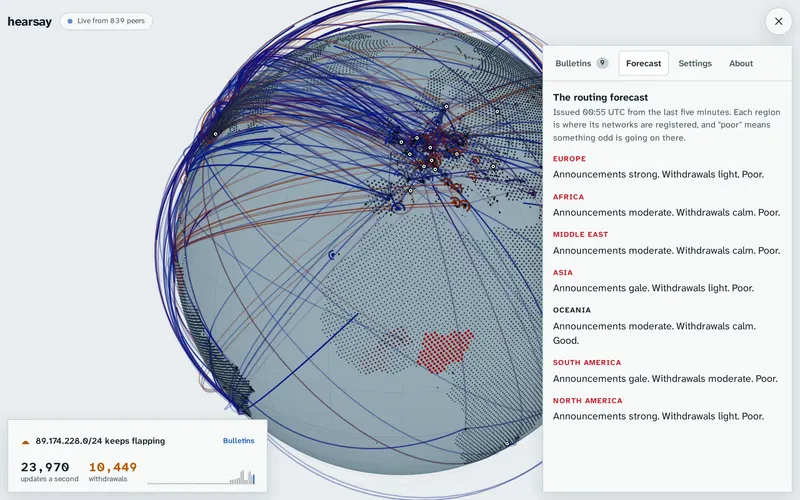 hearsay
Live from 839 peers
Bulletins 9
Forecast
Settings
About
The routing forecast
Issued 00:55 UTC from the last five minutes. Each region
is where its networks are registered, and "poor" means
something odd is going on there.
EUROPE
Announcements strong. Withdrawals light. Poor.
AFRICA
Announcements moderate. Withdrawals calm. Poor.
MIDDLE EAST
Announcements moderate. Withdrawals calm. Poor.
ASIA
Announcements gale. Withdrawals light. Poor.
OCEANIA
Announcements moderate. Withdrawals calm.
Good.
SOUTH AMERICA
Announcements gale. Withdrawals moderate. Poor.
NORTH AMERICA
Announcements strong. Withdrawals light. Poor.
89.174.228.0/24 keeps flapping
Bulletins
23,970
updates a second
10,449
withdrawals